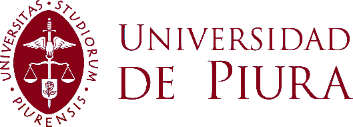 UNIVERSITAS • STUDIORUM • PIURENSIS •
UNIVERSIDAD
DE PIURA